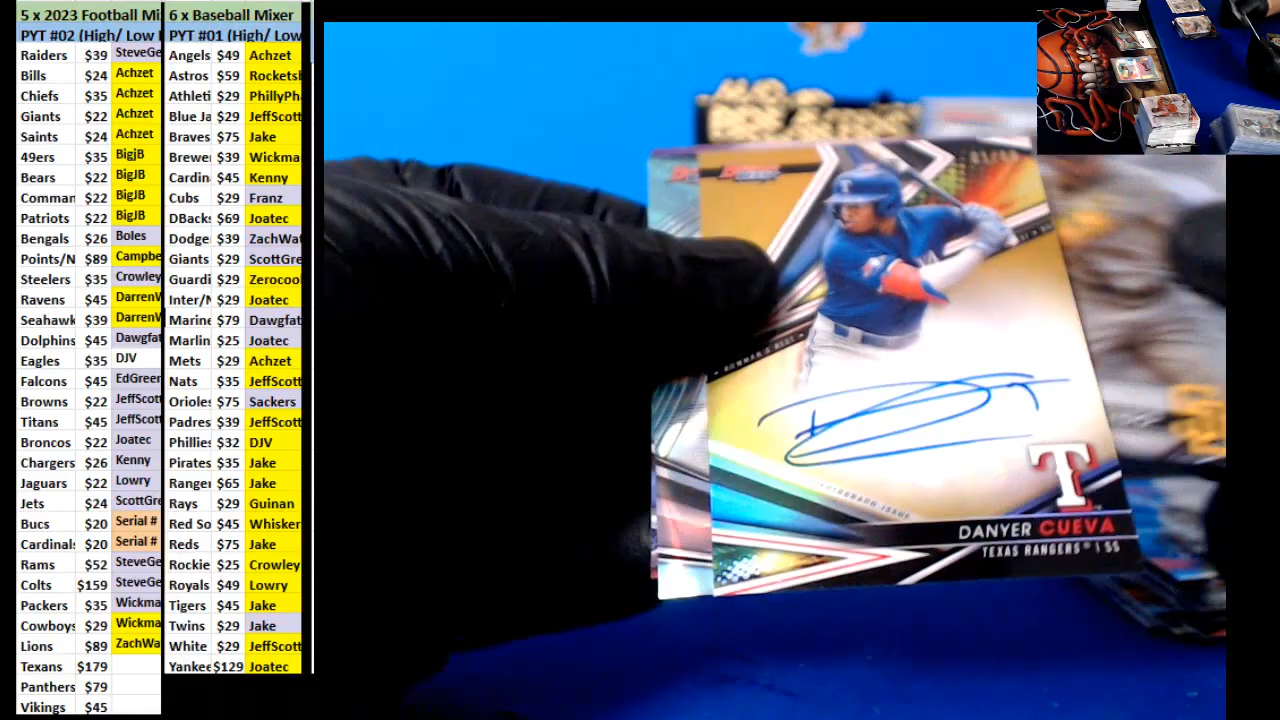 5 x 2023 Football Mi
PYT #02 (High/ Low
Raiders $39 SteveGe
Bills $24 Achzet
Chiefs $35 Achzet
Giants $22 Achzet
Saints $24 Achzet
49ers $35 BigjB
Bears $22 BigJB
Comman $22 BigJB
Patriots $22 BigJB
Bengals $26 Boles
Points/N $89 Campbe
Steelers $35 Crowley
Ravens $45 DarrenW
Seahawk $39 DarrenW
Dolphins $45 Dawgfat
Eagles $35 DJV
Falcons $45 EdGreer
Browns $22 JeffScott
Titans $45 JeffScott
Broncos $22 Joatec
Chargers $26 Kenny
Jaguars $22 Lowry
Jets $24 ScottGre
Bucs $20 Serial #
Cardinals $20 Serial #
Rams $52 SteveGe
Colts $159 SteveGe
Packers $35 Wickma
Cowboys $29 Wickma
Lions $89 ZachWa
Texans $179
Panthers $79
Vikings $45
6 x Baseball Mixer
PYT #01 (High/ Low
Angels $49 Achzet
Astros $59 Rocketsh
Athleti $29 PhillyPh
Blue Ja $29 JeffScott
Braves $75 Jake
Brewe $39 Wickma
Cardin $45 Kenny
Cubs $29 Franz
DBacks $69 Joatec
Dodge $39 ZachWat
Giants $29 ScottGre
Guardi $29 Zerocoo
Inter/N $29 Joatec
Marine $79 Dawgfat
Marlin $25 Joatec
Mets $29 Achzet
Nats $35 JeffScott
Orioles $75 Sackers
Padres $39 JeffScott
Phillies $32 DJV
Pirates $35 Jake
Ranger $65 Jake
Rays $29 Guinan
Red So $45 Whisker
Reds $75 Jake
Rockie $25 Crowley
Royals $49 Lowry
Tigers $45 Jake
Twins $29 Jake
White $29 JeffScott
Yankee $129 Joatec
T
DANYER CUEVA
TEXAS RANGERS® | SS